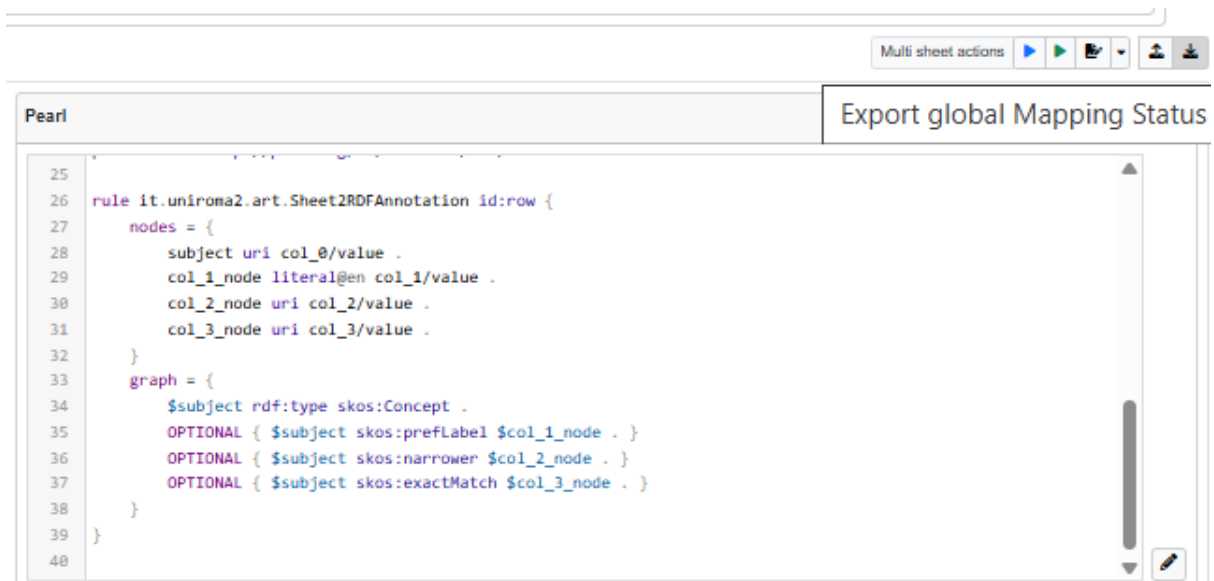 Multi sheet actions
Pearl
Export global Mapping Status
25
26 rule it.uniroma2.art.Sheet2RDFAnnotation id:row {
27 nodes = {
28 subject uri col_0/value .
29 col_1_node literal@en col_1/value .
30 col_2_node uri col_2/value .
31 col_3_node uri col_3/value .
32 }
33 graph = {
34 $subject rdf:type skos:Concept .
35 OPTIONAL { $subject skos:prefLabel $col_1_node . }
36 OPTIONAL { $subject skos:narrower $col_2_node . }
37 OPTIONAL { $subject skos:exactMatch $col_3_node . }
38 }
39 }
40